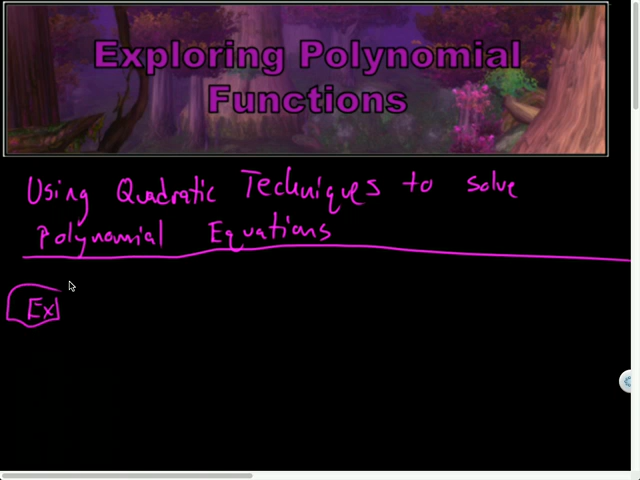 Exploring Polynomial
Functions
Using Quadratic Techniques to solve
Polynomial Equations
Ex